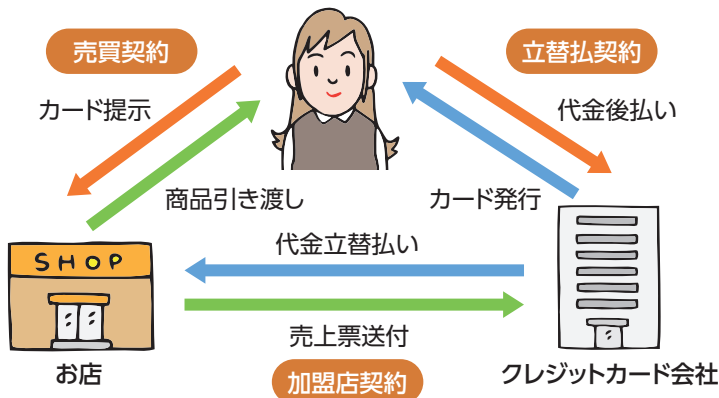 売買契約
立替払契約
カード提示
代金後払い
商品引き渡し
カード発行
代金立替払い
SHOP
売上票送付
お店
加盟店契約
クレジットカード会社